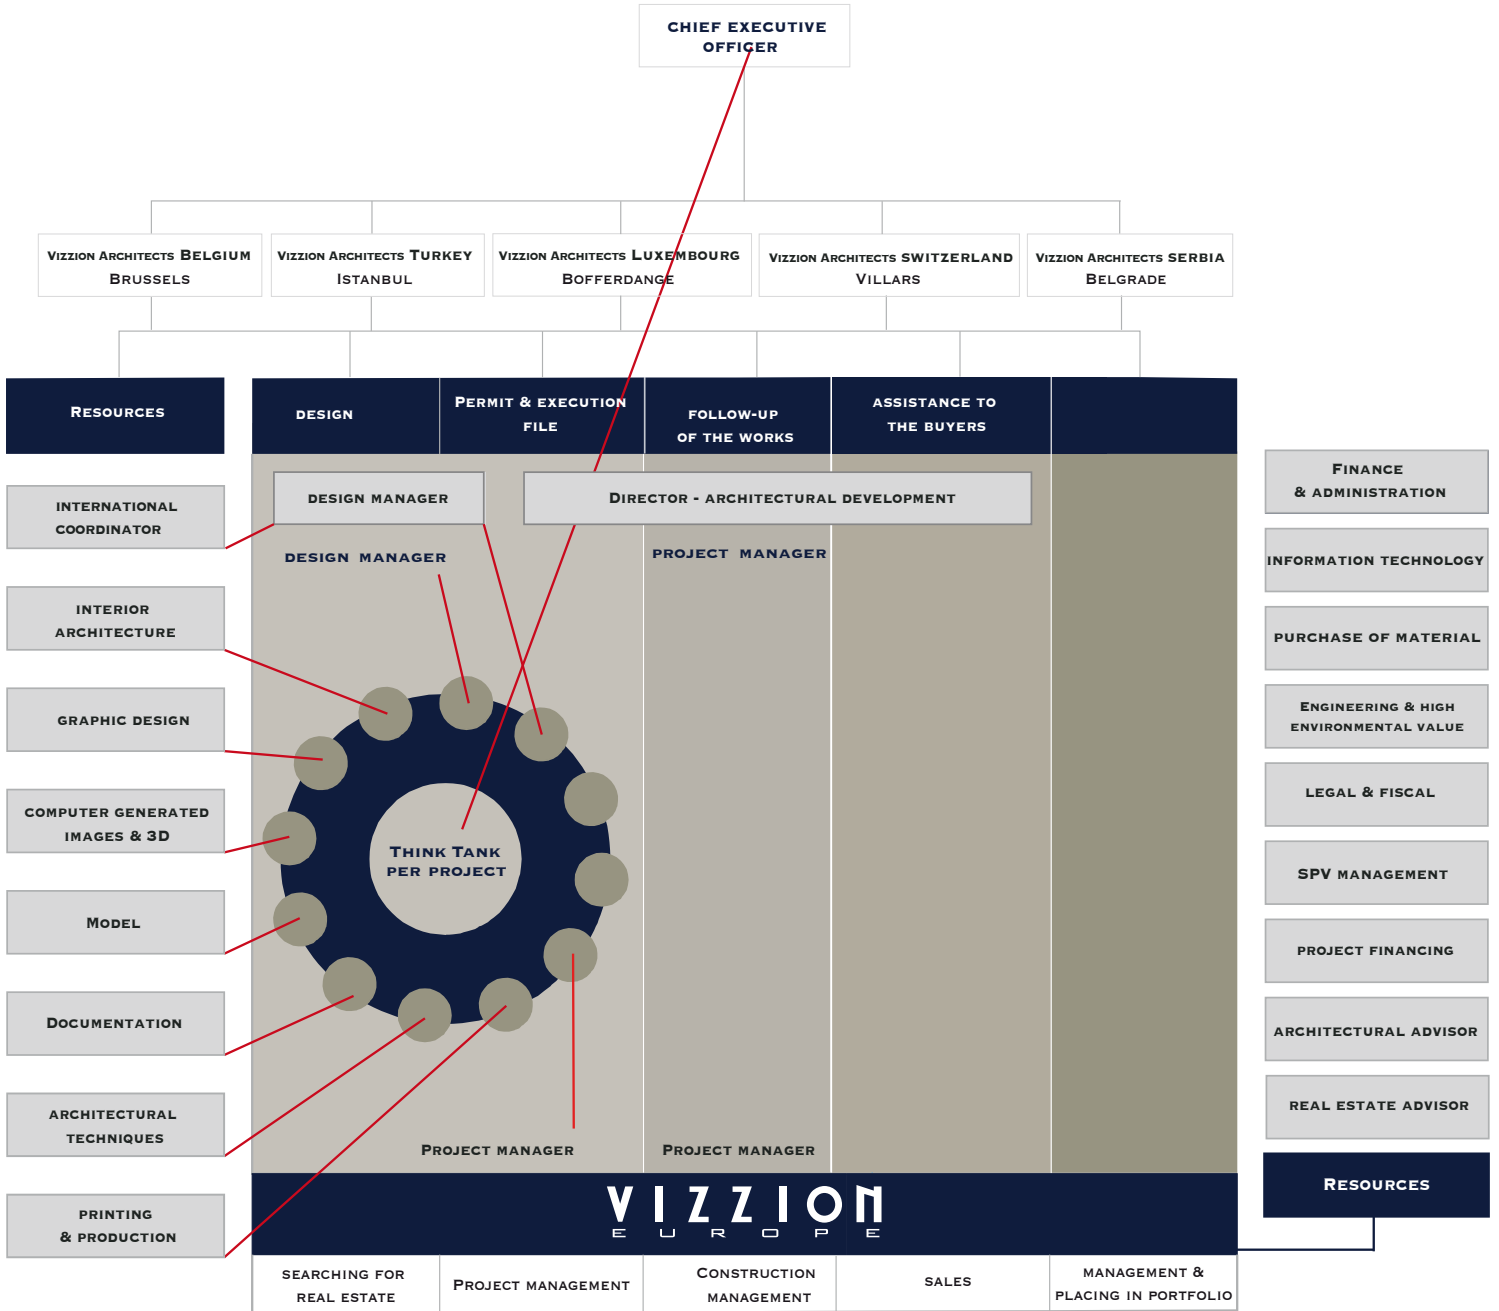 CHIEF EXECUTIVE
OFFICER
Vizzion Architects BELGIUM
Brussels
Vizzion Architects TURKEY
Istanbul
Vizzion Architects Luxembourg
Bofferdange
Vizzion Architects SWITZERLAND
Villars
Vizzion Architects SERBIA
Belgrade
Resources
DESIGN
Permit & execution
file
FOLLOW-UP
OF THE WORKS
ASSISTANCE TO
THE BUYERS
INTERNATIONAL
COORDINATOR
INTERIOR
ARCHITECTURE
GRAPHIC DESIGN
COMPUTER GENERATED
IMAGES & 3D
Model
Documentation
ARCHITECTURAL
TECHNIQUES
PRINTING
& PRODUCTION
DESIGN MANAGER
Director - architectural development
DESIGN MANAGER
PROJECT MANAGER
Think Tank
per project
Project manager
Project manager
VIZZION
EUROPE
SEARCHING FOR
REAL ESTATE
Project management
Construction
management
SALES
MANAGEMENT &
PLACING IN PORTFOLIO
Finance
& administration
INFORMATION TECHNOLOGY
PURCHASE OF MATERIAL
Engineering & high
environmental value
LEGAL & FISCAL
SPV MANAGEMENT
PROJECT FINANCING
ARCHITECTURAL ADVISOR
REAL ESTATE ADVISOR
Resources